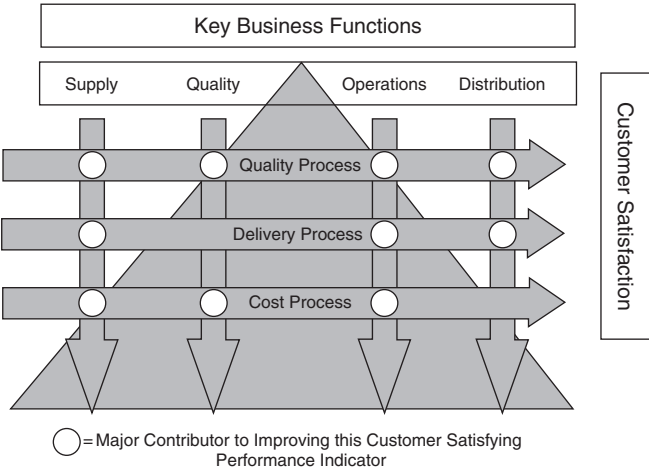 Key Business Functions
Supply Quality Operations Distribution
Quality Process
Delivery Process
Cost Process
Customer Satisfaction
= Major Contributor to Improving this Customer Satisfying
Performance Indicator